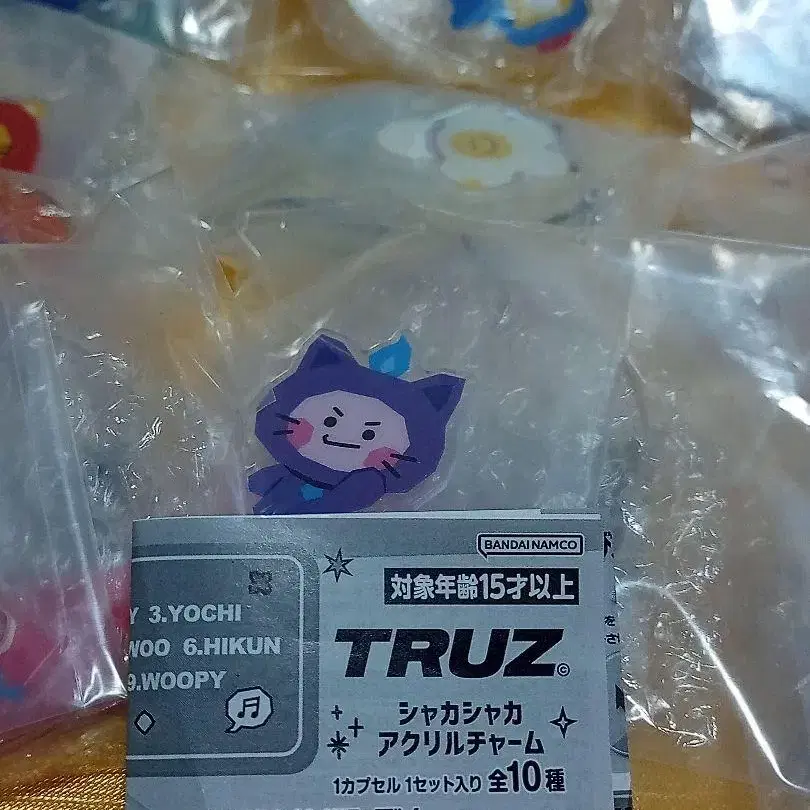 BANDAI NAMCO
対象年齢15才以上
3.YOCHI
WOO 6.HIKUN
9.WOOPY
TRUZ©
シャカシャカ
アクリルチャーム
1カプセル 1セット入り 全10種